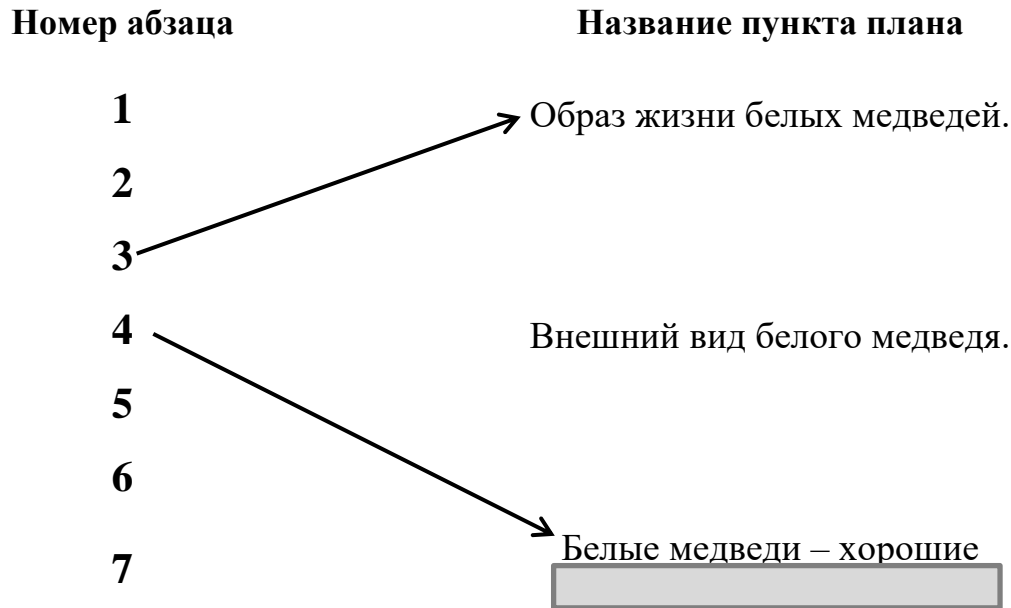 Номер абзаца Название пункта плана
1 Образ жизни белых медведей.
2
3
4 Внешний вид белого медведя.
5
6
Белые медведи – хорошие
7